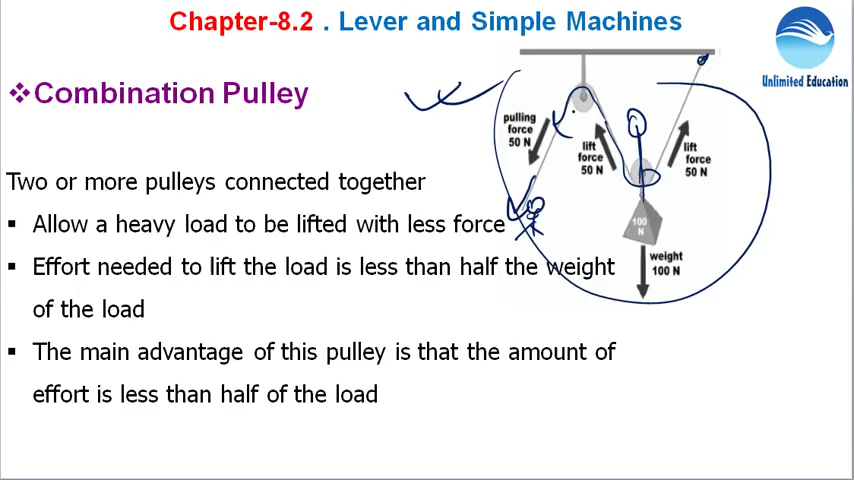 Chapter-8.2 . Lever and Simple Machines
Unlimited Education
❖Combination Pulley
pulling
force
50 N
lift
force
50 N
lift
force
50 N
100
N
weight
100 N
Two or more pulleys connected together
▪ Allow a heavy load to be lifted with less force
▪ Effort needed to lift the load is less than half the weight
of the load
▪ The main advantage of this pulley is that the amount of
effort is less than half of the load